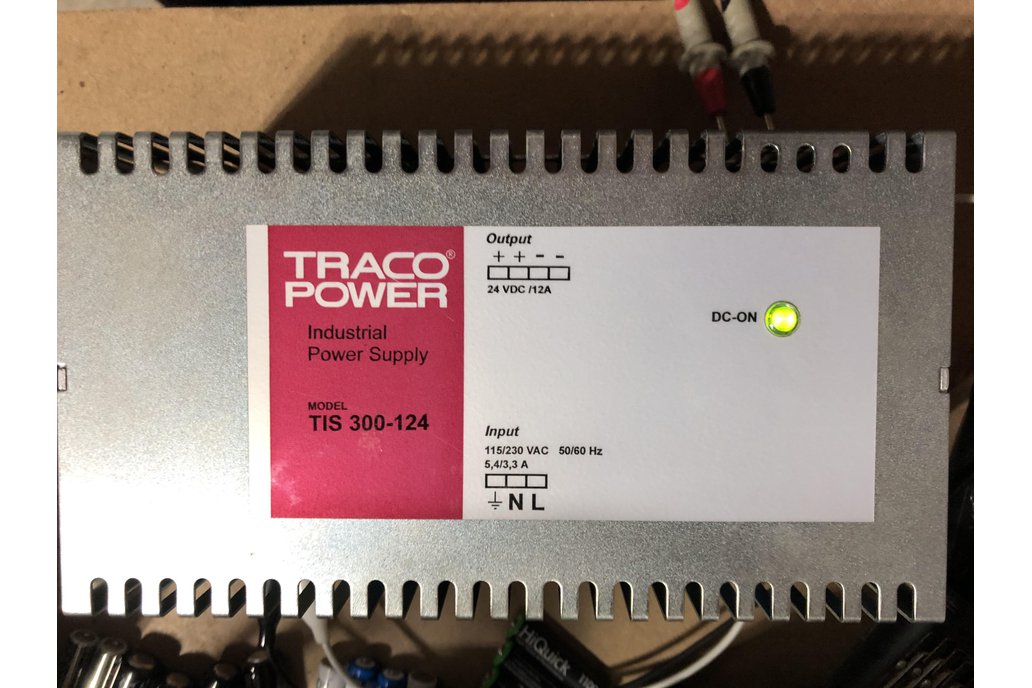 TRACO®
POWER
Industrial
Power Supply
MODEL
TIS 300-124
Output
+ + - -
24 VDC /12A
DC-ON
Input
115/230 VAC 50/60 Hz
5,4/3,3 A
⏚ N L
HiQuick